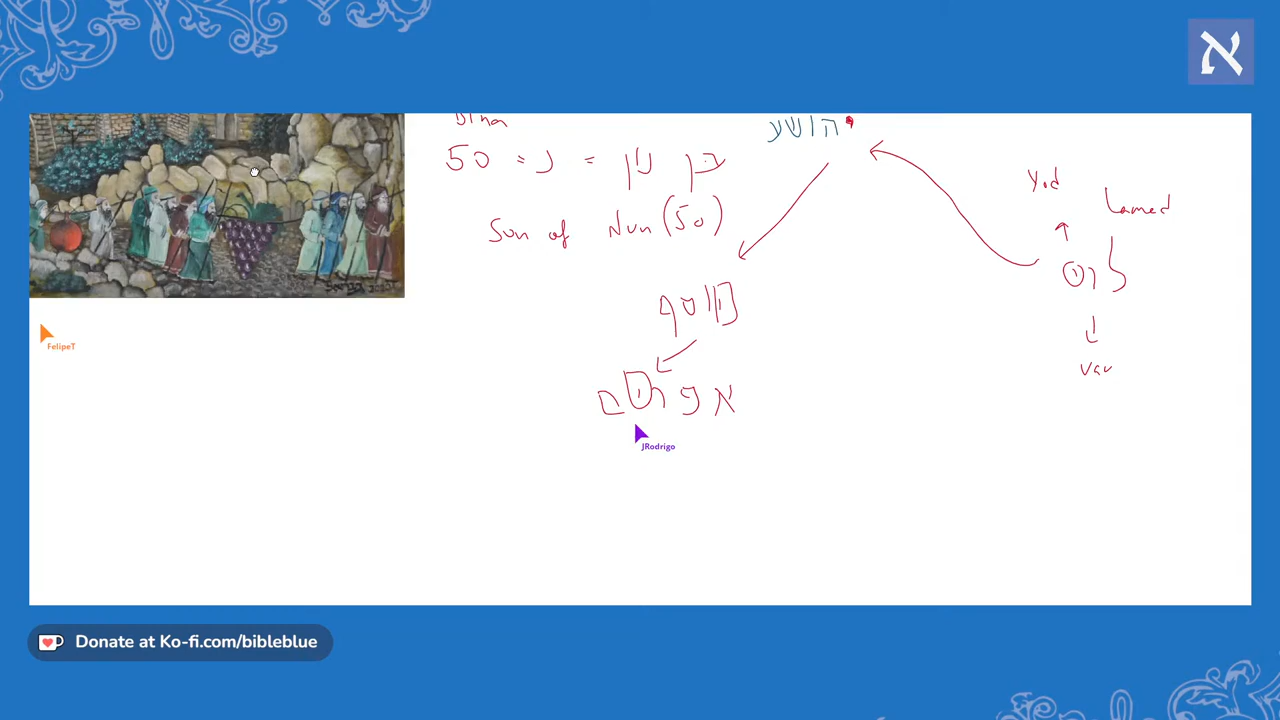 א
הושע
בן נון = נ = 50
Son of Nun (50)
Yod
Lamed
לוי
vav
יוסף
אפרים
FelipeT
JRodrigo
Donate at Ko-fi.com/bibleblue